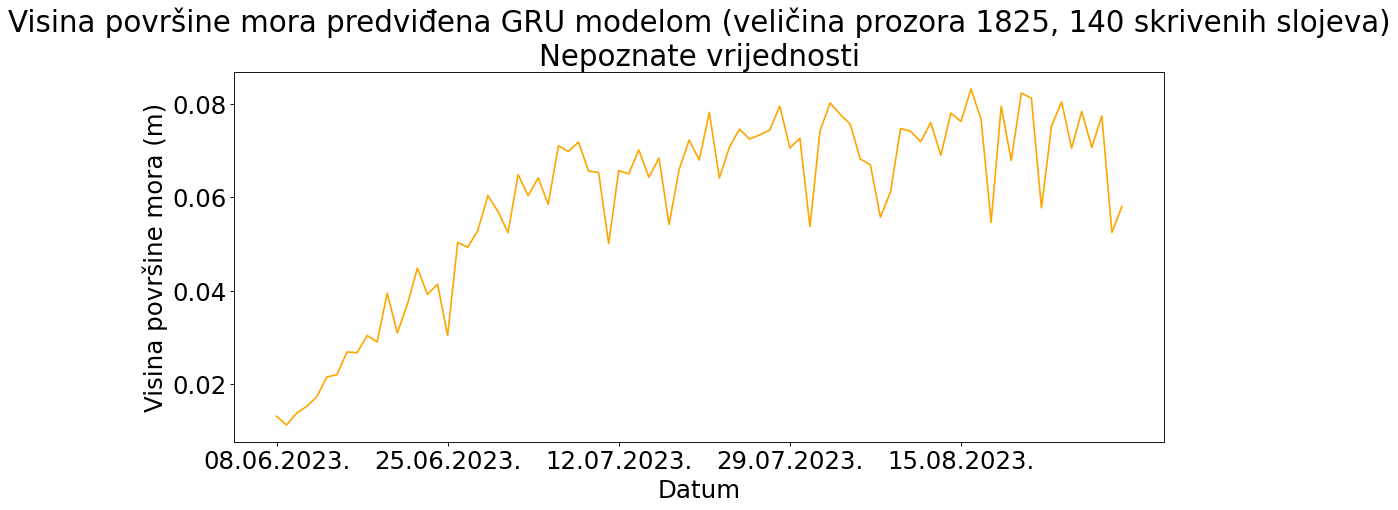 Visina površine mora predviđena GRU modelom (veličina prozora 1825, 140 skrivenih slojeva)
Nepoznate vrijednosti
Visina površine mora (m)
0.08
0.06
0.04
0.02
08.06.2023. 25.06.2023. 12.07.2023. 29.07.2023. 15.08.2023.
Datum